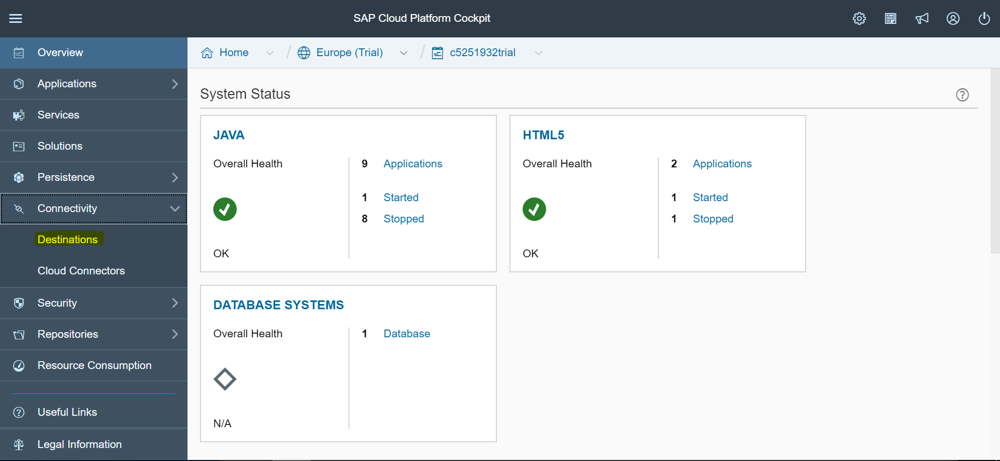 SAP Cloud Platform Cockpit
Overview
Applications
Services
Solutions
Persistence
Connectivity
Destinations
Cloud Connectors
Security
Repositories
Resource Consumption
Useful Links
Legal Information
Home / Europe (Trial) / c5251932trial
System Status
JAVA
Overall Health
OK
9 Applications
1 Started
8 Stopped
HTML5
Overall Health
OK
2 Applications
1 Started
1 Stopped
DATABASE SYSTEMS
Overall Health
N/A
1 Database